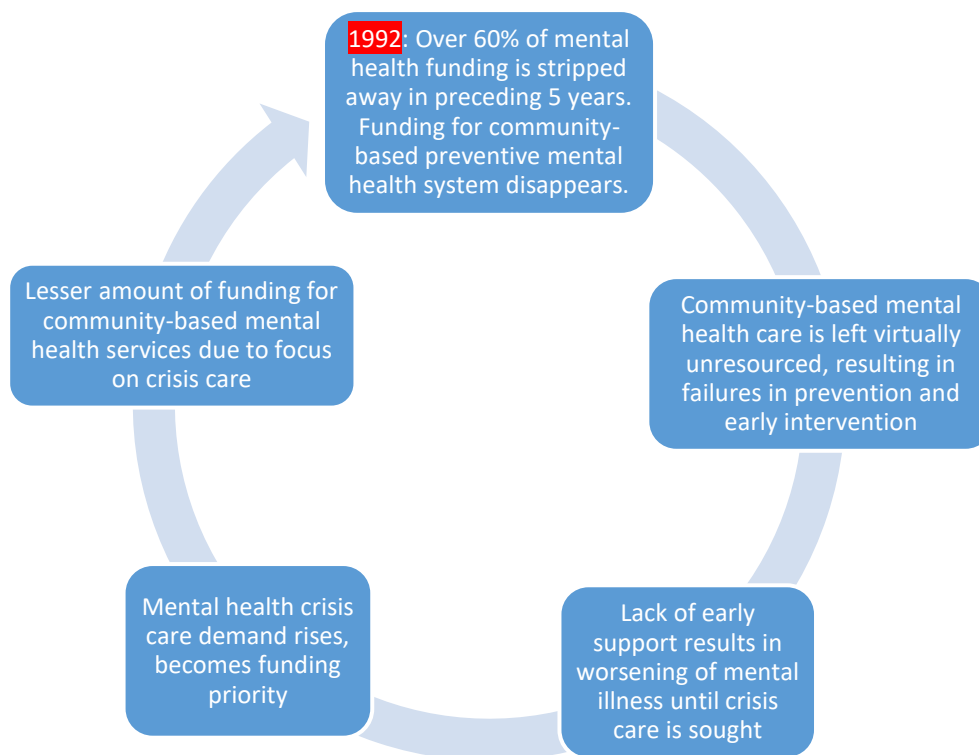 1992: Over 60% of mental
health funding is stripped
away in preceding 5 years.
Funding for community-
based preventive mental
health system disappears.
Community-based mental
health care is left virtually
unresourced, resulting in
failures in prevention and
early intervention
Lack of early
support results in
worsening of mental
illness until crisis
care is sought
Mental health crisis
care demand rises,
becomes funding
priority
Lesser amount of funding for
community-based mental
health services due to focus
on crisis care